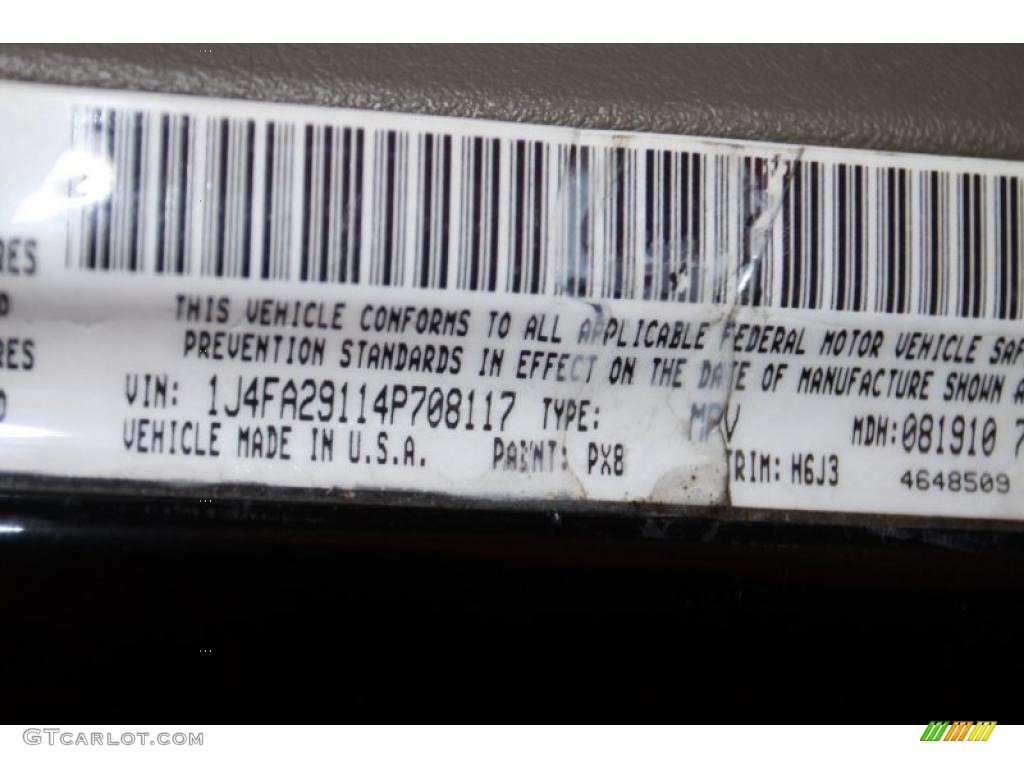 RES
THIS VEHICLE CONFORMS TO ALL APPLICABLE FEDERAL MOTOR VEHICLE SAF
RES
PREVENTION STANDARDS IN EFFECT ON THE DATE OF MANUFACTURE SHOWN A
VIN: 1J4FA29114P708117 TYPE: MPV MDH:081910 7
VEHICLE MADE IN U.S.A. PAINT: PX8 TRIM: H6J3 4648509
GTCARLOT.COM